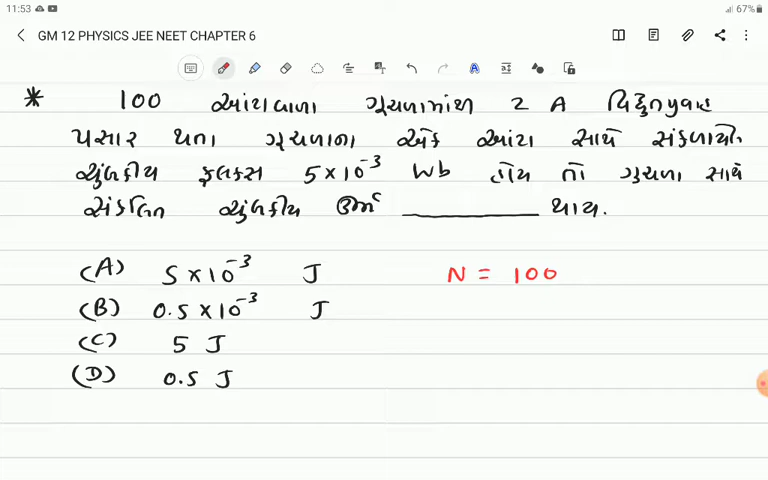 11:53 67%
GM 12 PHYSICS JEE NEET CHAPTER 6
* 100 આંટાવાળા ગૂંચળામાંથી 2 A વિદ્યુતપ્રવાહ
પસાર થતા ગૂંચળાના એક આંટા સાથે સંકળાયેલ
ચુંબકીય ફ્લક્સ 5 × 10⁻³ Wb હોય તો ગૂંચળા સાથે
સંકળિત ચુંબકીય ઊર્જા ________ થાય.
(A) 5 × 10⁻³ J N = 100
(B) 0.5 × 10⁻³ J
(C) 5 J
(D) 0.5 J